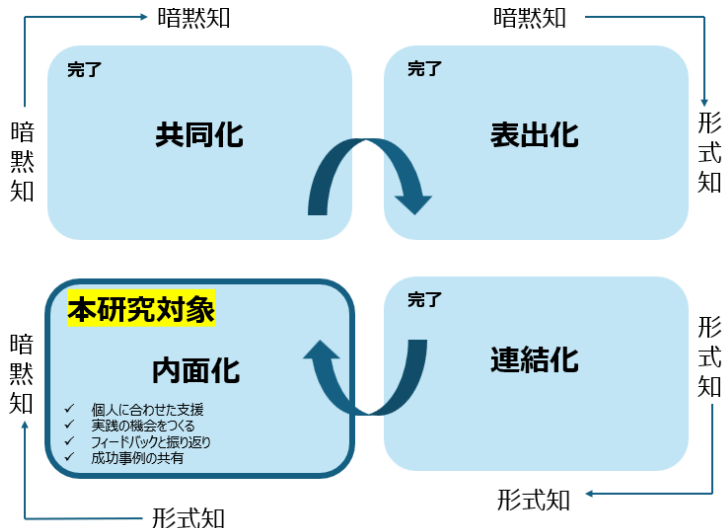 暗黙知
暗黙知
完了
共同化
完了
表出化
暗黙知
形式知
本研究対象
内面化
✓ 個人に合わせた支援
✓ 実践の機会をつくる
✓ フィードバックと振り返り
✓ 成功事例の共有
完了
連結化
暗黙知
形式知
形式知
形式知